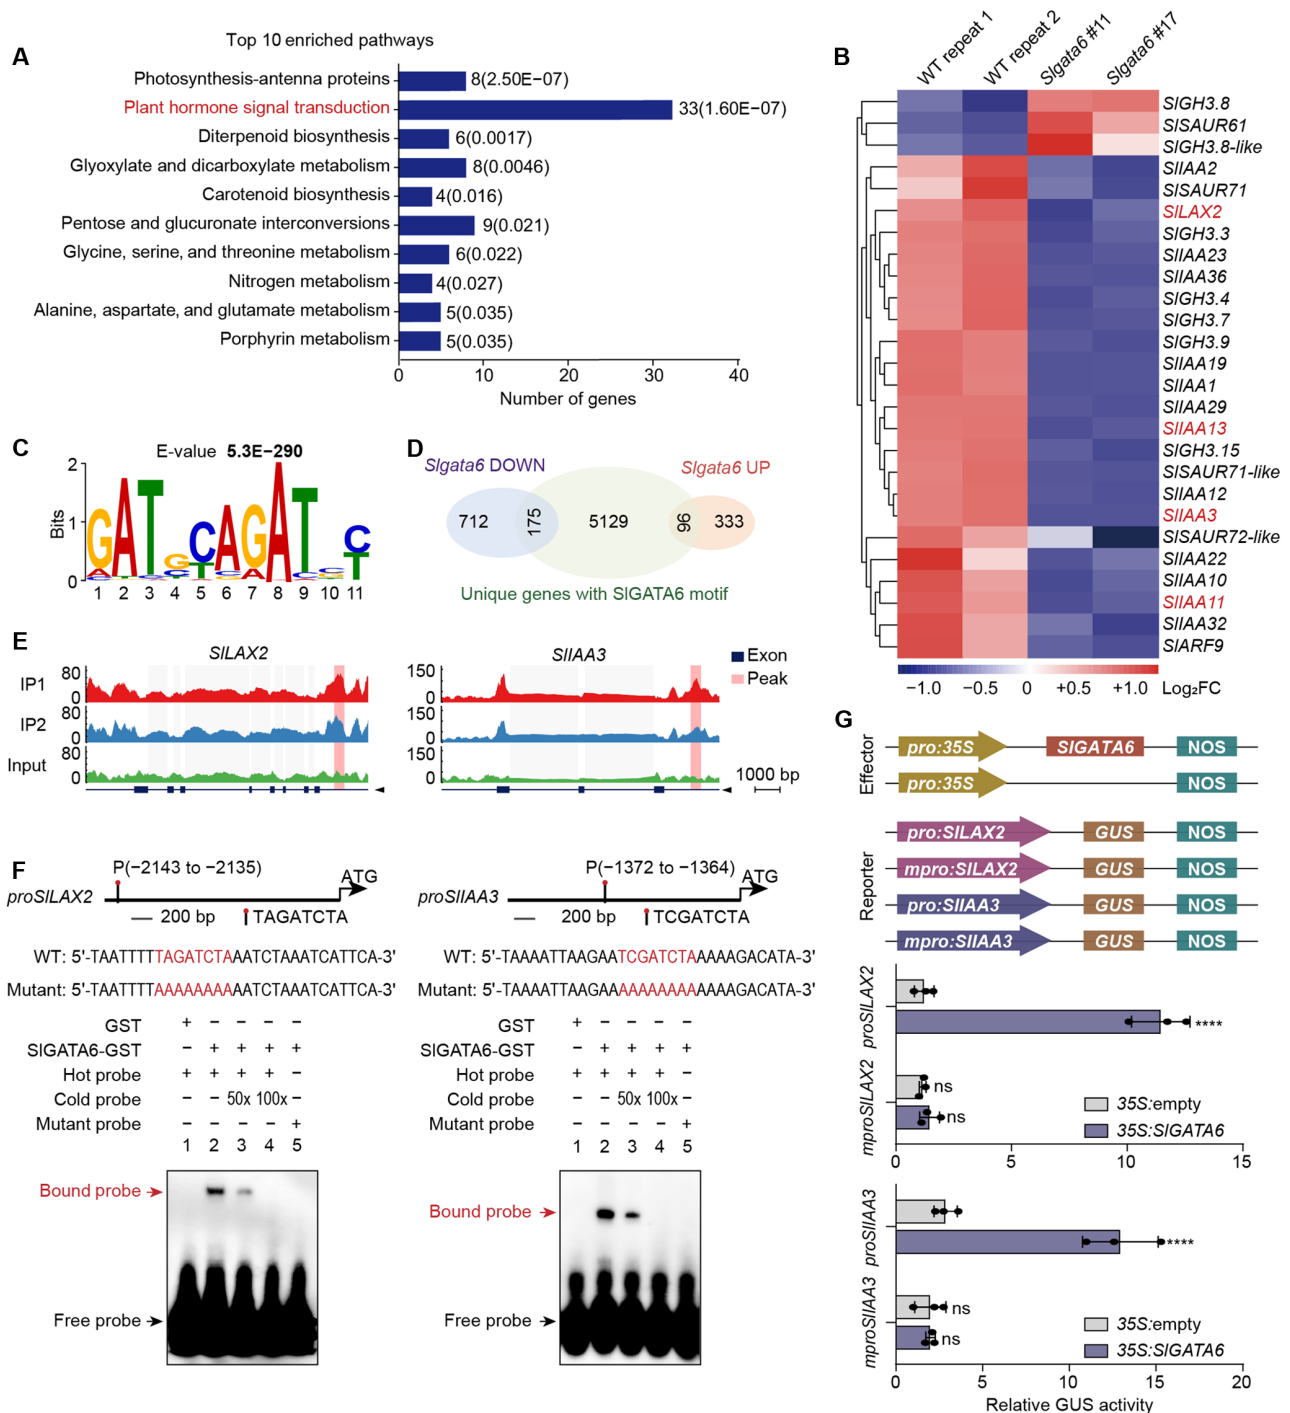 A
Top 10 enriched pathways
Photosynthesis-antenna proteins 8(2.50E−07)
Plant hormone signal transduction 33(1.60E−07)
Diterpenoid biosynthesis 6(0.0017)
Glyoxylate and dicarboxylate metabolism 8(0.0046)
Carotenoid biosynthesis 4(0.016)
Pentose and glucuronate interconversions 9(0.021)
Glycine, serine, and threonine metabolism 6(0.022)
Nitrogen metabolism 4(0.027)
Alanine, aspartate, and glutamate metabolism 5(0.035)
Porphyrin metabolism 5(0.035)
0 10 20 30 40
Number of genes
B
WT repeat 1
WT repeat 2
Slgata6 #11
Slgata6 #17
SlGH3.8
SlSAUR61
SlGH3.8-like
SlIAA2
SlSAUR71
SlLAX2
SlGH3.3
SlIAA23
SlIAA36
SlGH3.4
SlGH3.7
SlGH3.9
SlIAA19
SlIAA1
SlIAA29
SlIAA13
SlGH3.15
SlSAUR71-like
SlIAA12
SlIAA3
SlSAUR72-like
SlIAA22
SlIAA10
SlIAA11
SlIAA32
SlARF9
−1.0 −0.5 0 +0.5 +1.0 Log₂FC
C
E-value 5.3E−290
Bits
2
1
0
GATGCAGATCC
1 2 3 4 5 6 7 8 9 10 11
D
Slgata6 DOWN
Slgata6 UP
712 175 5129 96 333
Unique genes with SlGATA6 motif
E
SlLAX2
IP1 80 0
IP2 80 0
Input 80 0
SlIAA3
150 0
150 0
150 0
Exon
Peak
1000 bp
F
P(−2143 to −2135)
ATG
proSlLAX2
200 bp TAGATCTA
WT: 5'-TAATTTTTAGATCTAAATCTAAATCATTCA-3'
Mutant: 5'-TAATTTTAAAAAAAAAATCTAAATCATTCA-3'
GST + − − − −
SlGATA6-GST − + + + +
Hot probe + + + + −
Cold probe − − 50x 100x −
Mutant probe − − − − +
1 2 3 4 5
Bound probe
Free probe
P(−1372 to −1364)
ATG
proSlIAA3
200 bp TCGATCTA
WT: 5'-TAAAATTAAGAATCGATCTAAAAAGACATA-3'
Mutant: 5'-TAAAATTAAGAAAAAAAAAAAAAAGACATA-3'
GST + − − − −
SlGATA6-GST − + + + +
Hot probe + + + + −
Cold probe − − 50x 100x −
Mutant probe − − − − +
1 2 3 4 5
Bound probe
Free probe
G
Effector
pro:35S SlGATA6 NOS
pro:35S NOS
Reporter
pro:SlLAX2 GUS NOS
mpro:SlLAX2 GUS NOS
pro:SlIAA3 GUS NOS
mpro:SlIAA3 GUS NOS
proSlLAX2
****
mproSlLAX2
ns
ns
35S:empty
35S:SlGATA6
0 5 10 15
proSlIAA3
****
mproSlIAA3
ns
ns
35S:empty
35S:SlGATA6
0 5 10 15 20
Relative GUS activity